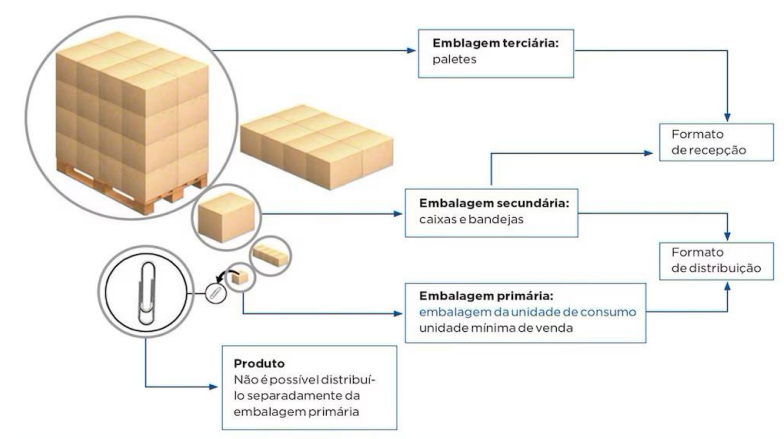 Emblagem terciária:
paletes
Formato
de recepção
Embalagem secundária:
caixas e bandejas
Formato
de distribuição
Embalagem primária:
embalagem da unidade de consumo
unidade mínima de venda
Produto
Não é possível distribuí-
lo separadamente da
embalagem primária